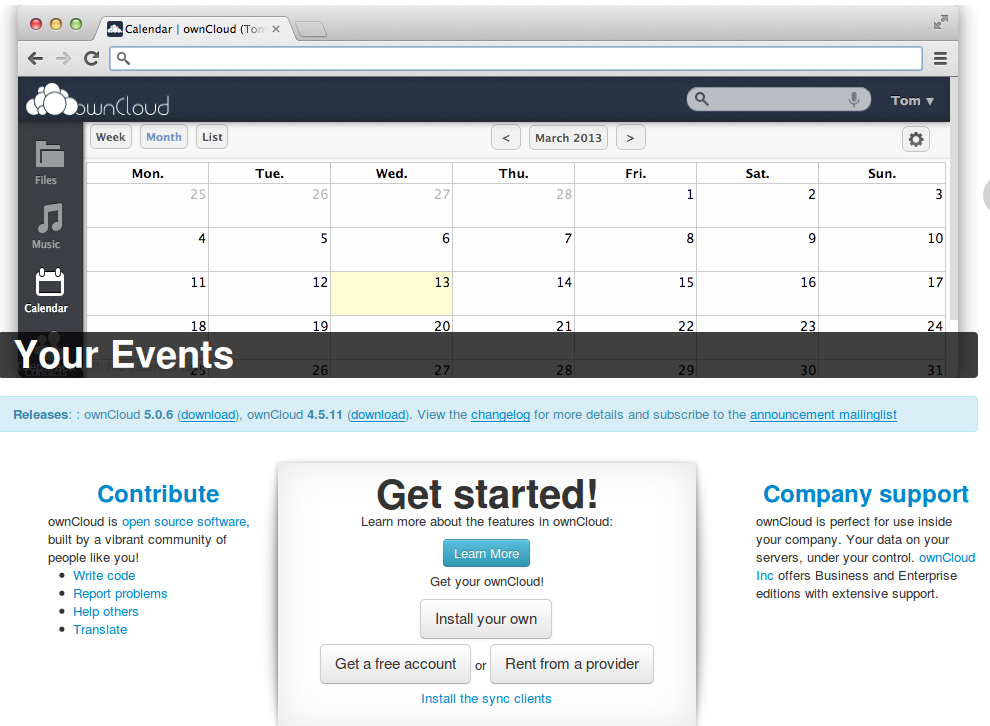 Calendar | ownCloud (Tom
ownCloud
Tom ▼
Week Month List < March 2013 >
Files
Music
Calendar
Mon. Tue. Wed. Thu. Fri. Sat. Sun.
25 26 27 28 1 2 3
4 5 6 7 8 9 10
11 12 13 14 15 16 17
18 19 20 21 22 23 24
Your Events
25 26 27 28 29 30 31
Releases: : ownCloud 5.0.6 (download), ownCloud 4.5.11 (download). View the changelog for more details and subscribe to the announcement mailinglist
Contribute
ownCloud is open source software,
built by a vibrant community of
people like you!
Write code
Report problems
Help others
Translate
Get started!
Learn more about the features in ownCloud:
Learn More
Get your ownCloud!
Install your own
Get a free account or Rent from a provider
Install the sync clients
Company support
ownCloud is perfect for use inside
your company. Your data on your
servers, under your control. ownCloud
Inc offers Business and Enterprise
editions with extensive support.